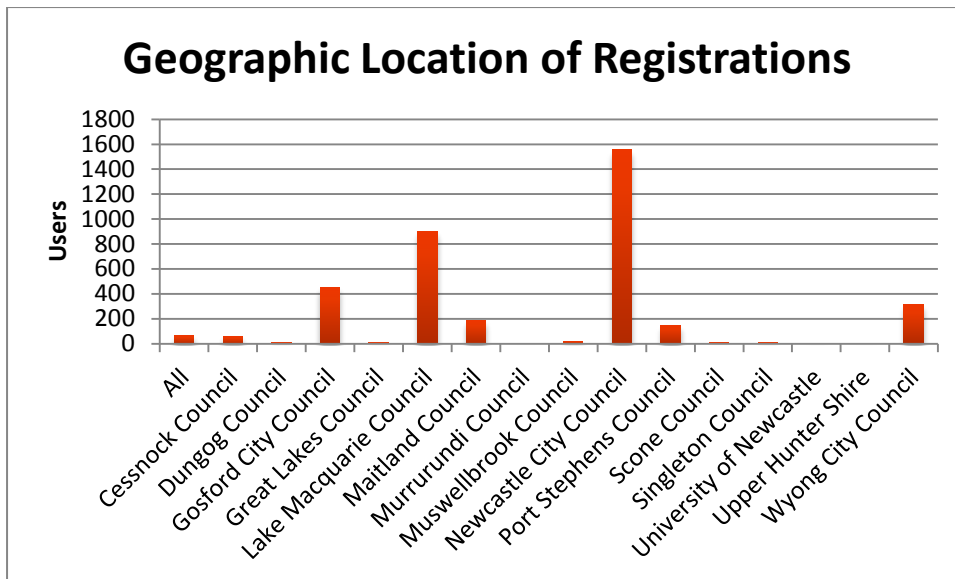 Geographic Location of Registrations
Users
1800
1600
1400
1200
1000
800
600
400
200
0
All
Cessnock Council
Dungog Council
Gosford City Council
Great Lakes Council
Lake Macquarie Council
Maitland Council
Murrurundi Council
Muswellbrook Council
Newcastle City Council
Port Stephens Council
Scone Council
Singleton Council
University of Newcastle
Upper Hunter Shire
Wyong City Council